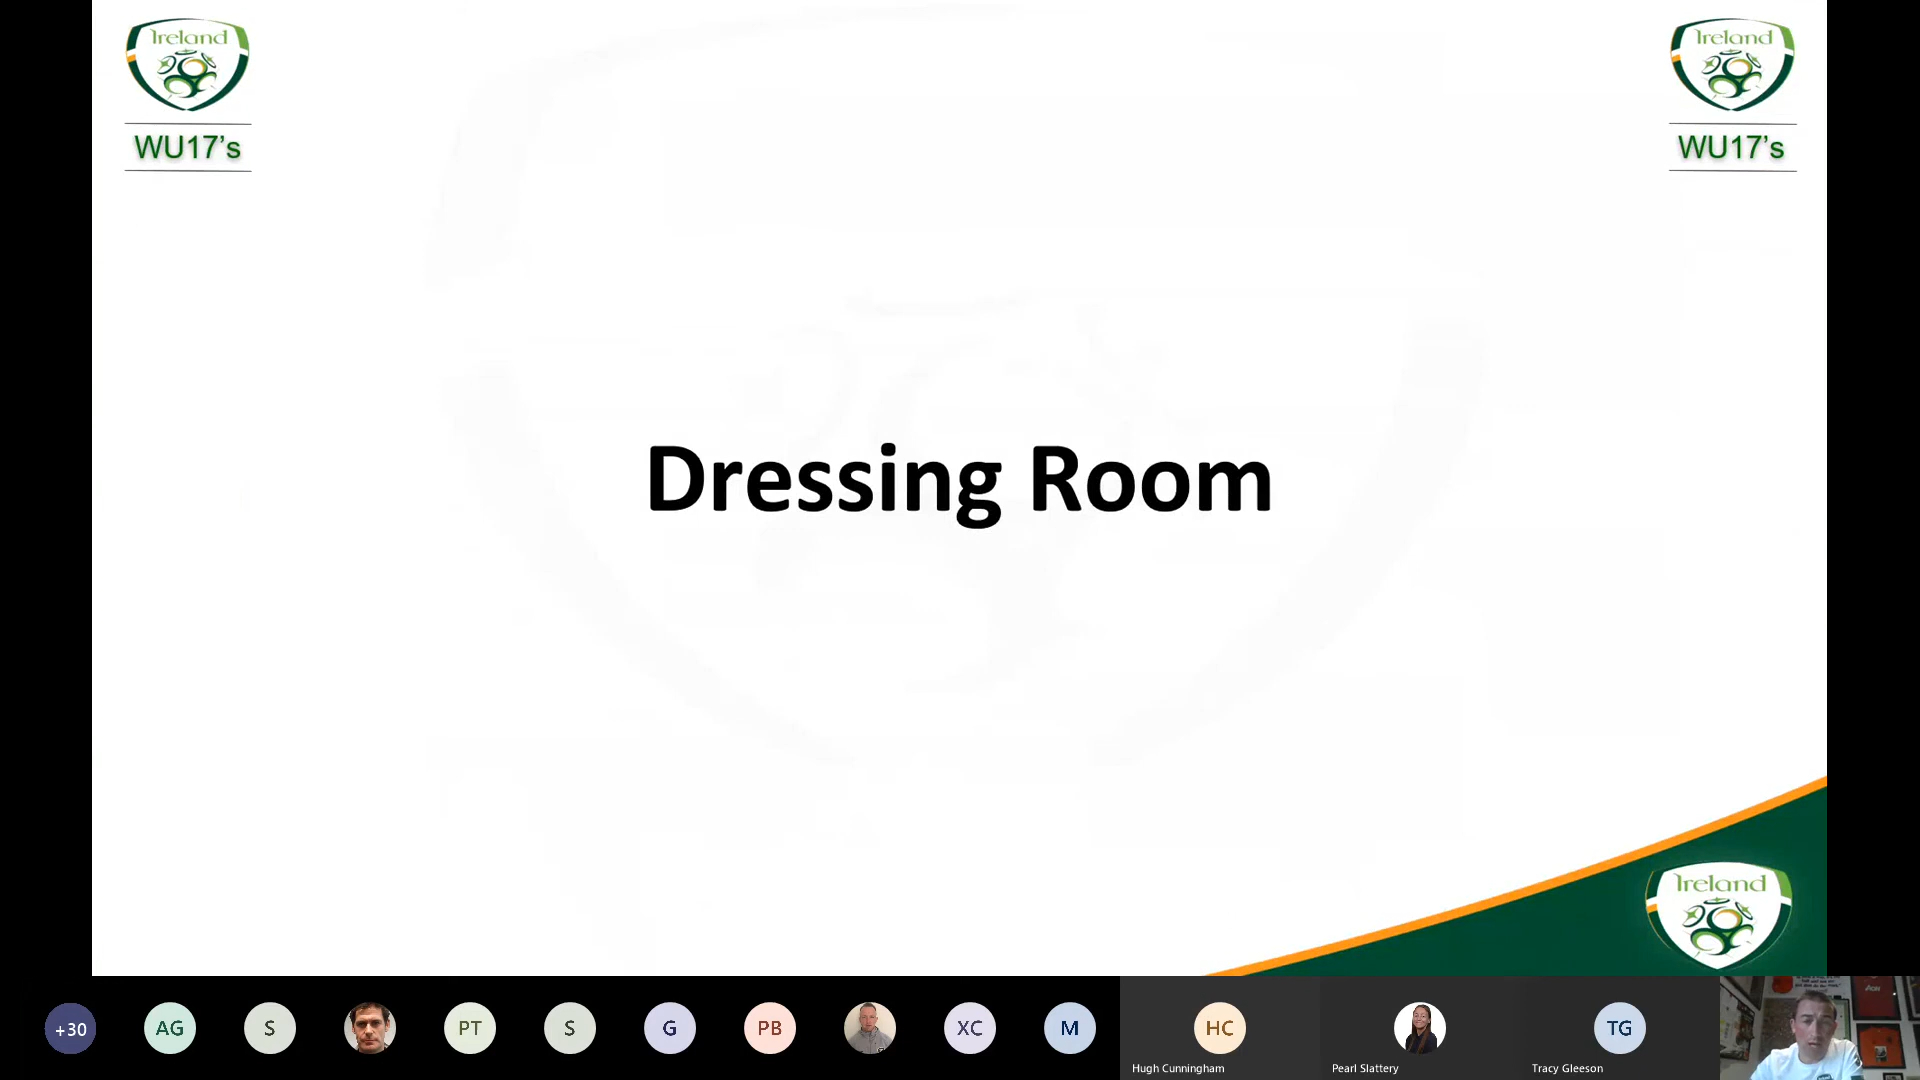 Ireland
WU17's
Ireland
WU17's
Dressing Room
Ireland
+30
AG
S
PT
S
G
PB
XC
M
HC
TG
Hugh Cunningham
Pearl Slattery
Tracy Gleeson